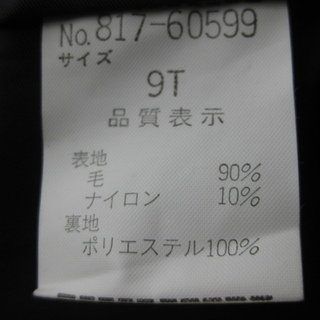 No.817-60599
サイズ
9T
品質表示
表地
毛 90%
ナイロン 10%
裏地
ポリエステル100%